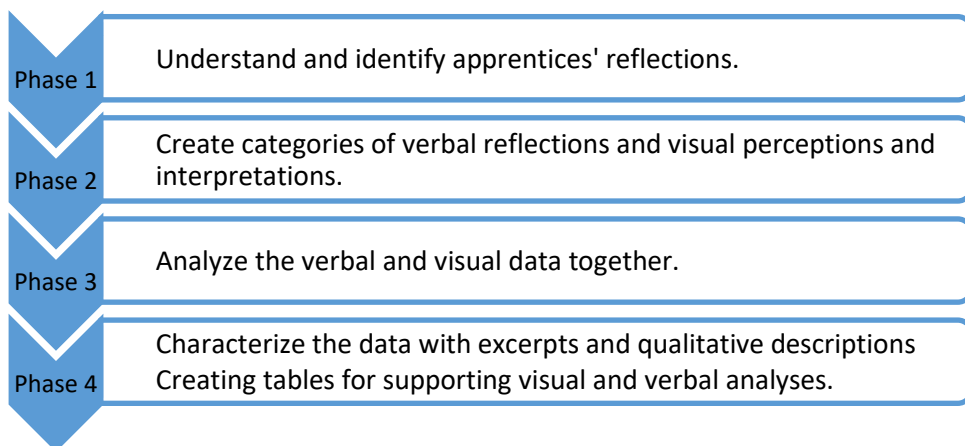 Phase 1
Understand and identify apprentices' reflections.
Phase 2
Create categories of verbal reflections and visual perceptions and
interpretations.
Phase 3
Analyze the verbal and visual data together.
Phase 4
Characterize the data with excerpts and qualitative descriptions
Creating tables for supporting visual and verbal analyses.